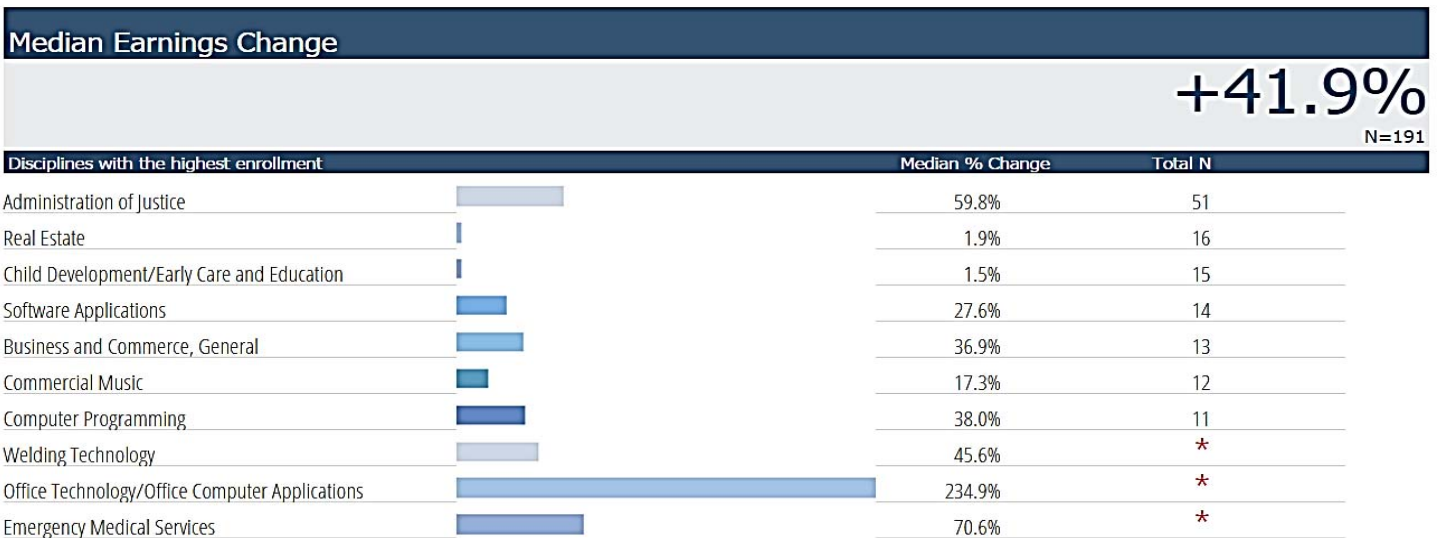 Median Earnings Change
+41.9%
N=191
Disciplines with the highest enrollment Median % Change Total N
Administration of Justice 59.8% 51
Real Estate 1.9% 16
Child Development/Early Care and Education 1.5% 15
Software Applications 27.6% 14
Business and Commerce, General 36.9% 13
Commercial Music 17.3% 12
Computer Programming 38.0% 11
Welding Technology 45.6% *
Office Technology/Office Computer Applications 234.9% *
Emergency Medical Services 70.6% *